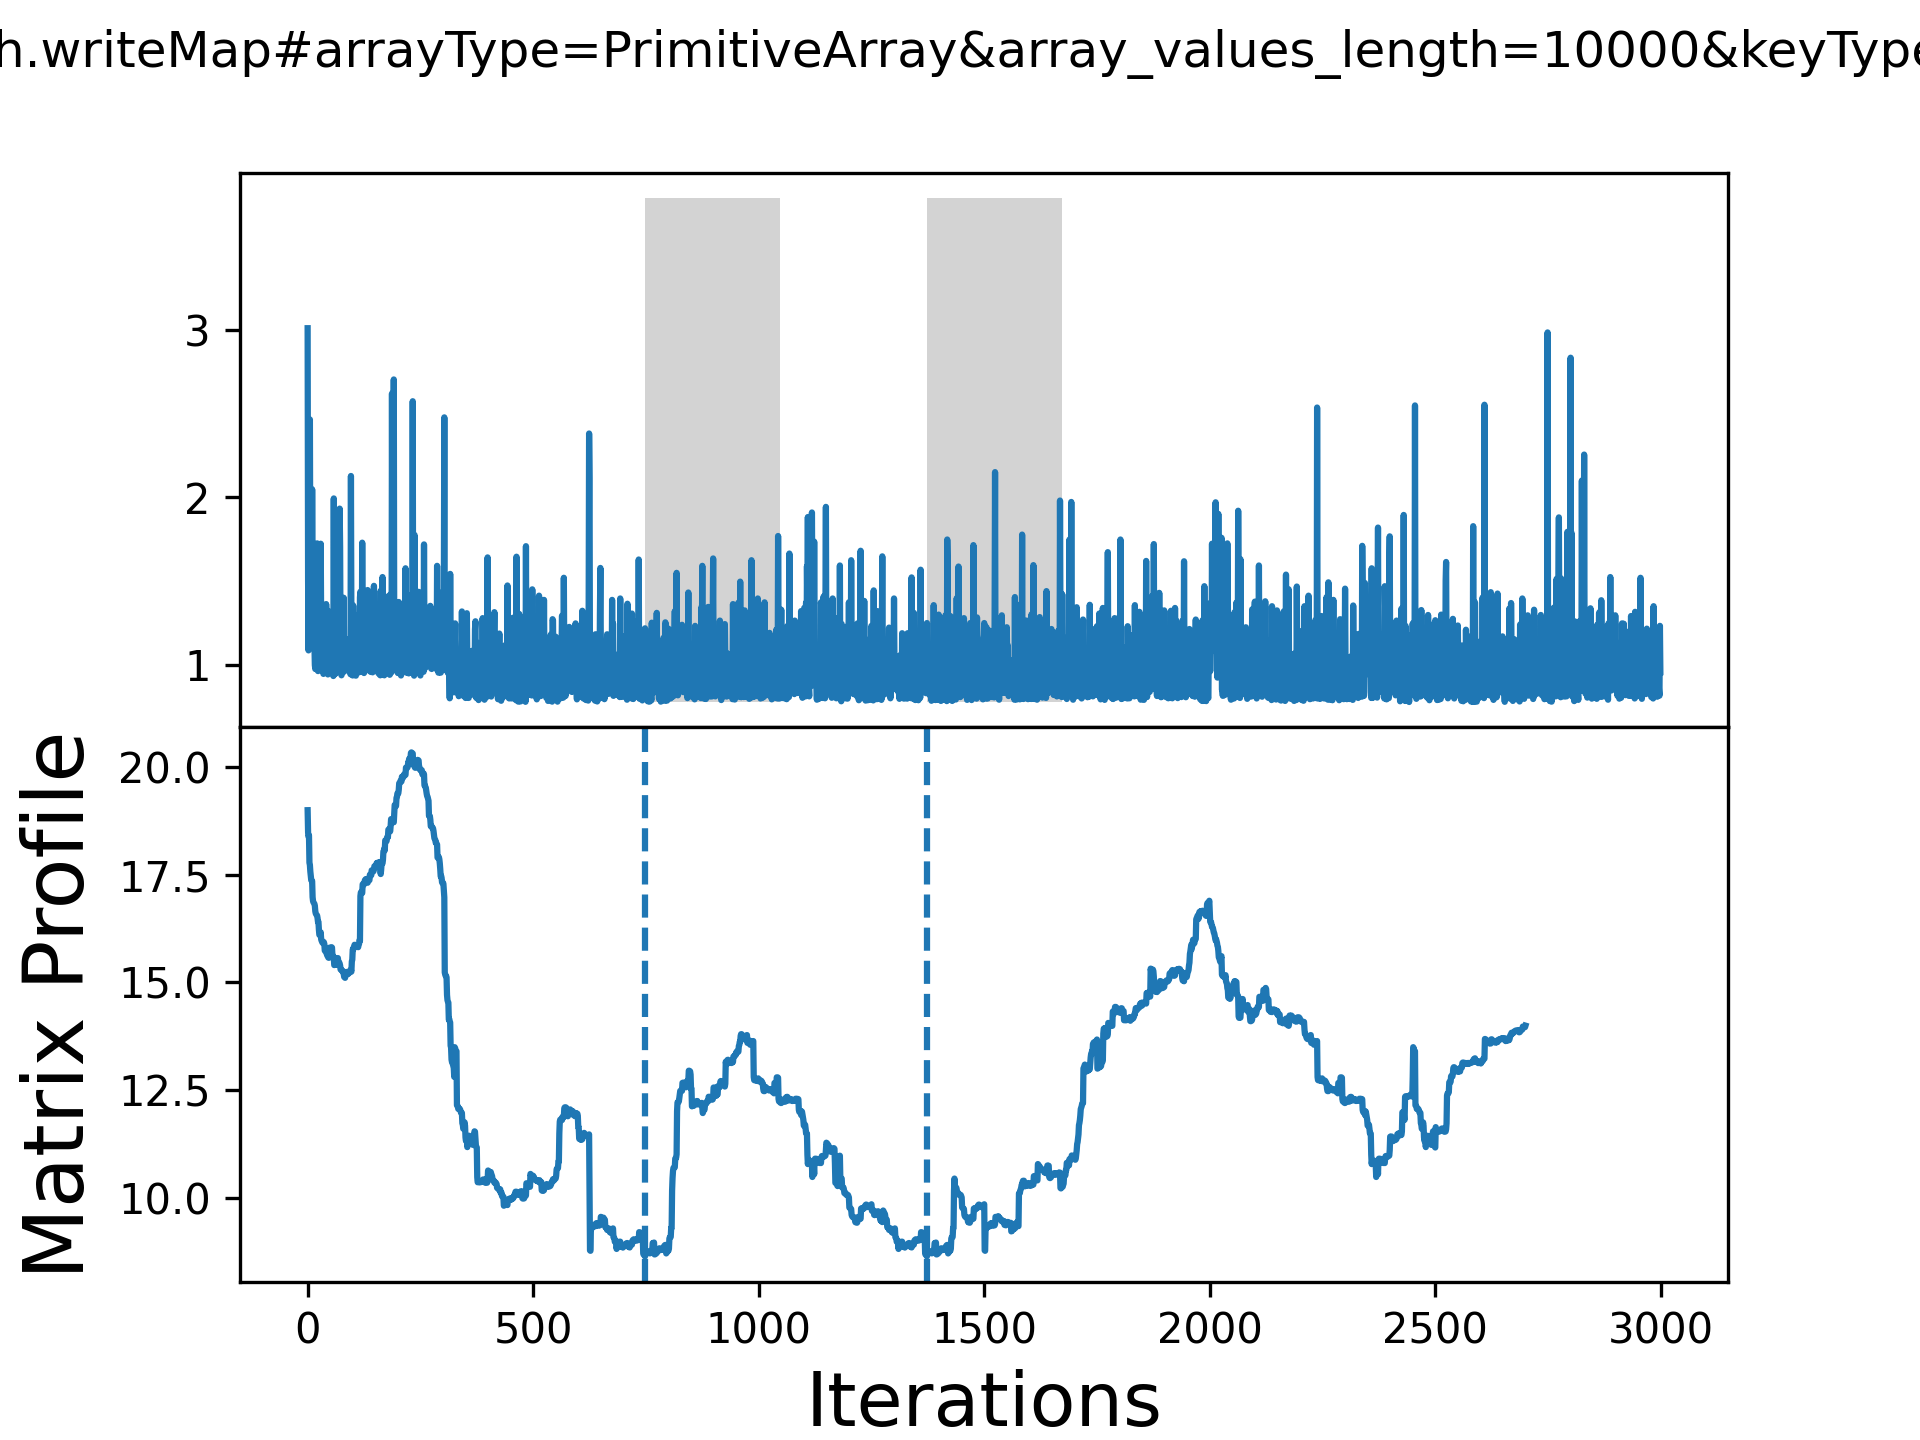 h.writeMap#arrayType=PrimitiveArray&array_values_length=10000&keyType
3
2
1
Matrix Profile
20.0
17.5
15.0
12.5
10.0
0 500 1000 1500 2000 2500 3000
Iterations